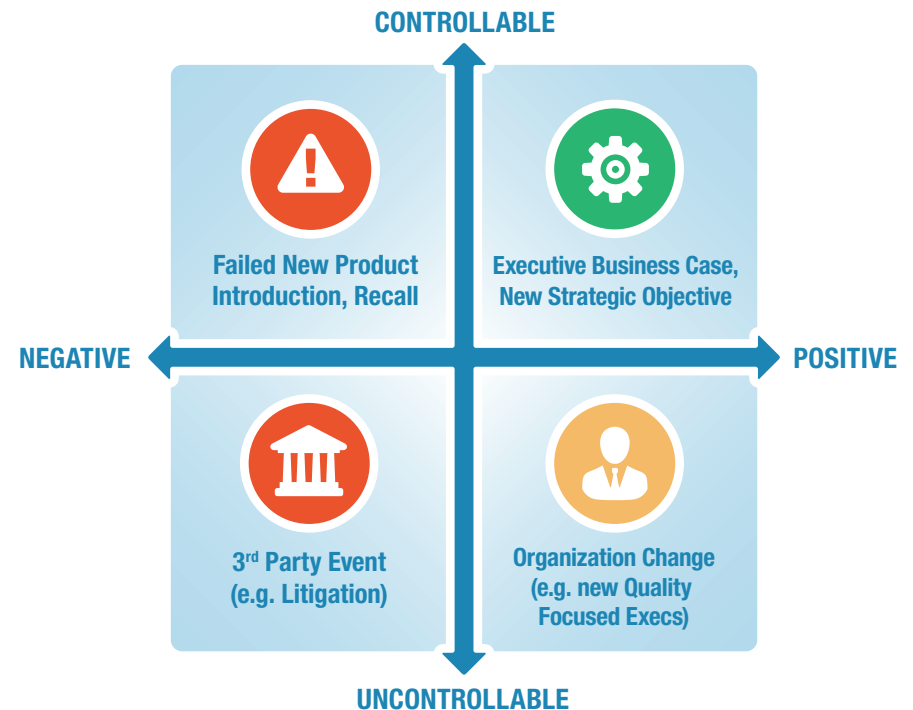 CONTROLLABLE
Failed New Product
Introduction, Recall
Executive Business Case,
New Strategic Objective
NEGATIVE
POSITIVE
3rd Party Event
(e.g. Litigation)
Organization Change
(e.g. new Quality
Focused Execs)
UNCONTROLLABLE